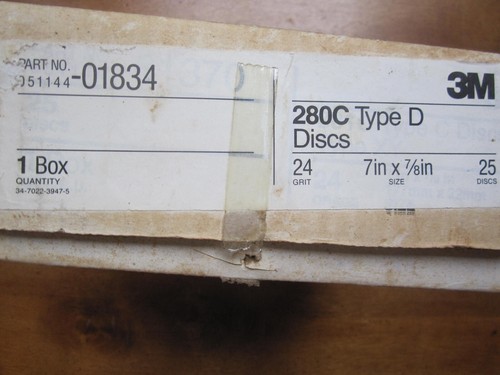 PART NO.
051144-01834
3M
280C Type D
Discs
1 Box
QUANTITY
34-7022-3947-5
24
GRIT
7in x 7/8in
SIZE
25
DISCS